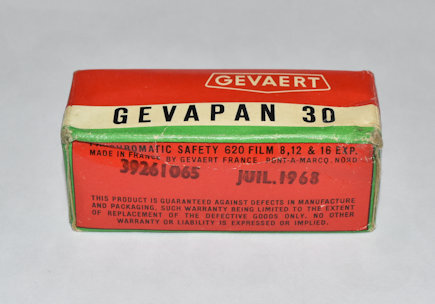 GEVAERT
GEVAPAN 30
SAFETY 620 FILM 8,12 & 16 EXP.
MADE IN FRANCE BY GEVAERT FRANCE PONT-A-MARCQ. NORD
39261065 JUIL.1968
THIS PRODUCT IS GUARANTEED AGAINST DEFECTS IN MANUFACTURE
AND PACKAGING, SUCH WARRANTY BEING LIMITED TO THE EXTENT
OF REPLACEMENT OF THE DEFECTIVE GOODS ONLY. NO OTHER
WARRANTY OR LIABILITY IS EXPRESSED OR IMPLIED.